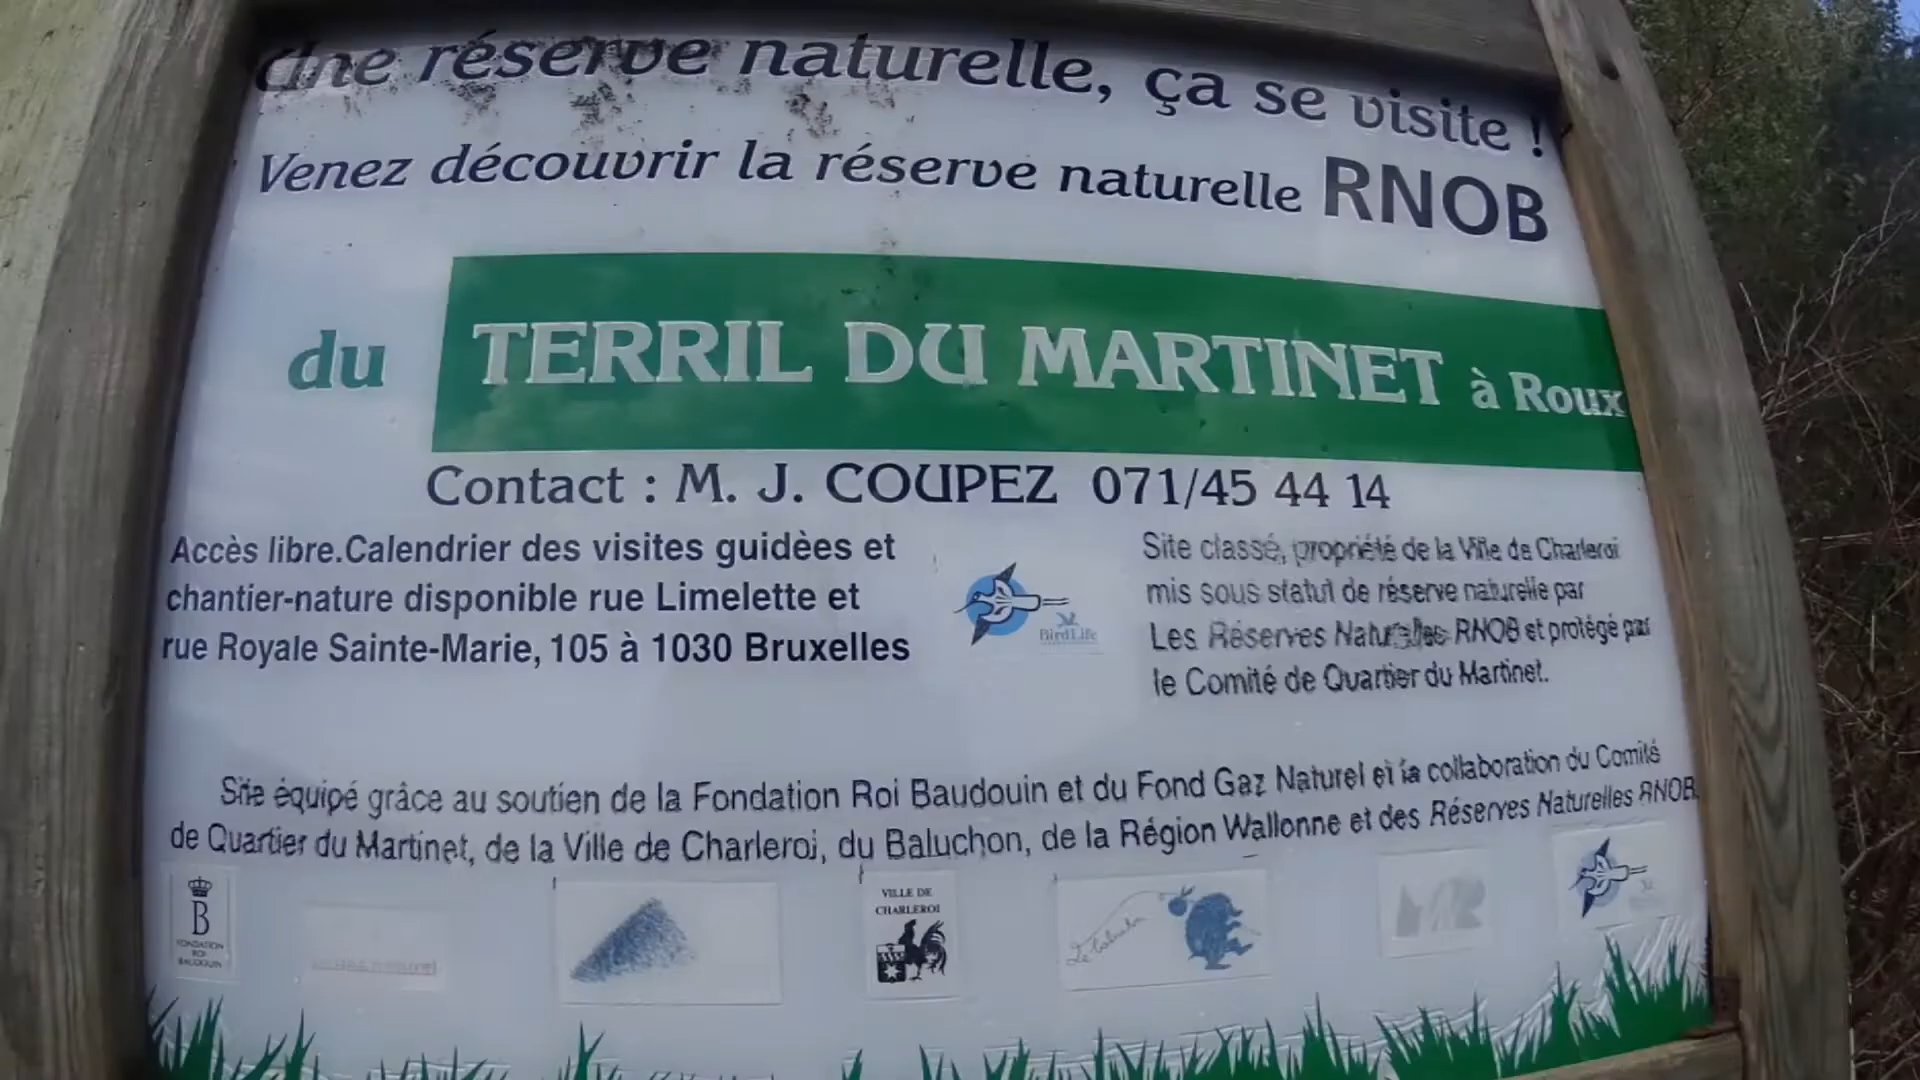 Une réserve naturelle, ça se visite !
Venez découvrir la réserve naturelle RNOB
du TERRIL DU MARTINET à Roux
Contact : M. J. COUPEZ 071/45 44 14
Accès libre.Calendrier des visites guidèes et
chantier-nature disponible rue Limelette et
rue Royale Sainte-Marie, 105 à 1030 Bruxelles
BirdLife
Site classé, propriété de la Ville de Charleroi
mis sous statut de réserve naturelle par
Les Réserves Naturelles RNOB et protégé par
le Comité de Quartier du Martinet.
Site équipé grâce au soutien de la Fondation Roi Baudouin et du Fond Gaz Naturel et la collaboration du Comité
de Quartier du Martinet, de la Ville de Charleroi, du Baluchon, de la Région Wallonne et des Réserves Naturelles RNOB.
B
FONDATION
ROI
BAUDOUIN
VILLE DE
CHARLEROI